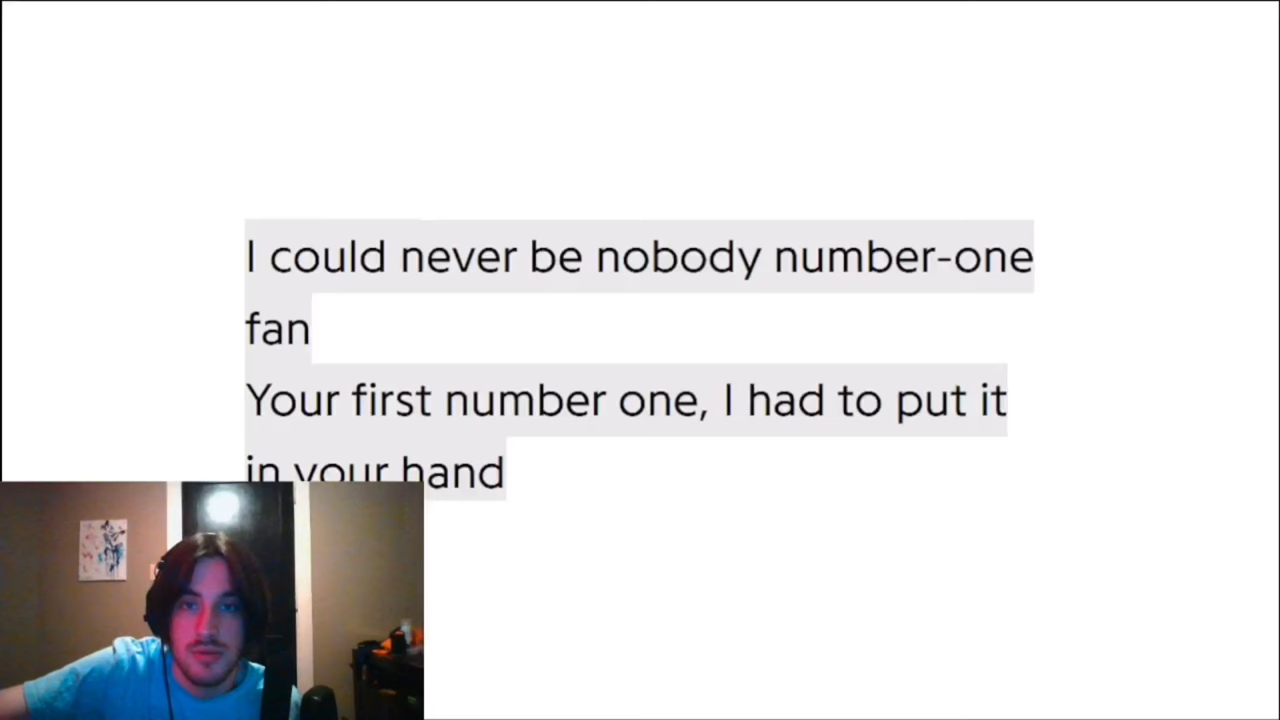 I could never be nobody number-one
fan
Your first number one, I had to put it
in your hand